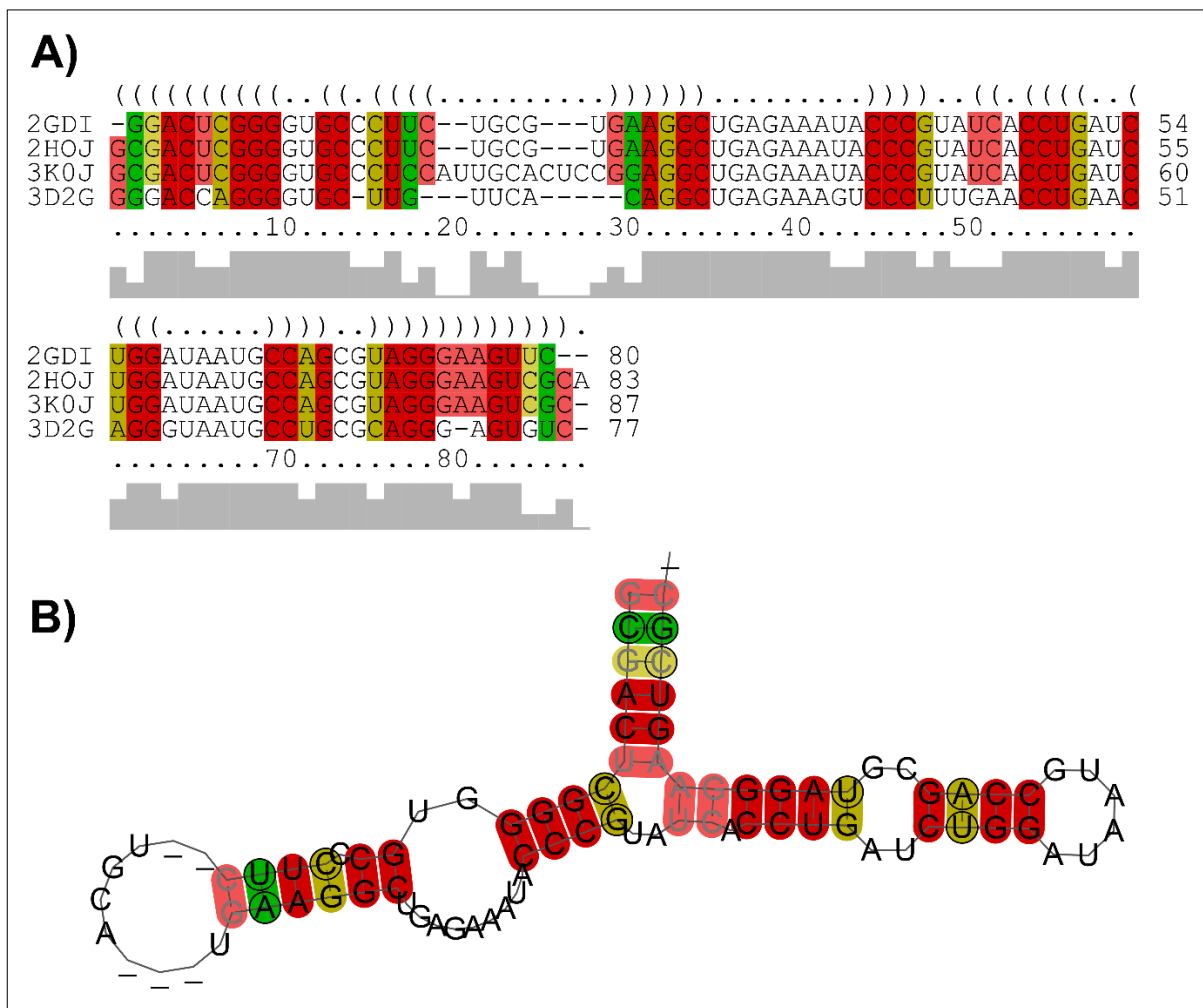 A)
((((((((((..((.((((..........)))))).........))))..((.((((..(
2GDI -GGACUCGGGGUGCCCUUC--UGCG---UGAAGGCUGAGAAAUACCCGUAUCACCUGAUC 54
2HOJ GCGACUCGGGGUGCCCUUC--UGCG---UGAAGGCUGAGAAAUACCCGUAUCACCUGAUC 55
3K0J GCGACUCGGGGUGCCCUCCAUUGCACUCCGGAGGCUGAGAAAUACCCGUAUCACCUGAUC 60
3D2G GGGACCAGGGGUGC-UUG---UUCA-----CAGGCUGAGAAAGUCCCUUUGAACCUGAAC 51
.........10........20........30........40........50.........
(((......))))..)))))))))))).
2GDI UGGAUAAUGCCAGCGUAGGGAAGUUC-- 80
2HOJ UGGAUAAUGCCAGCGUAGGGAAGUCGCA 83
3K0J UGGAUAAUGCCAGCGUAGGGAAGUCGC- 87
3D2G AGGGUAAUGCCUGCGCAGGG-AGUGUC- 77
.........70........80.......
B)
GCGACUCGGGGUGCCCUUC__UGCA___UGAAGGCUGAGAAAUACCCGUAUCACCUGAUCUGGAUAAUGCCAGCGUAGGGAAGUCGC_